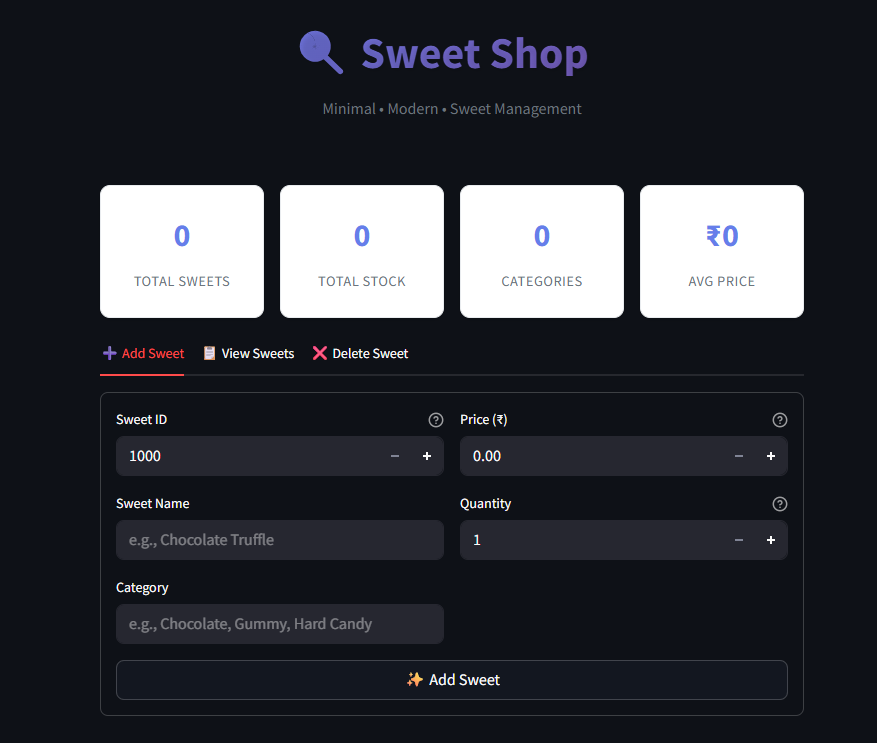 Sweet Shop
Minimal • Modern • Sweet Management
0
TOTAL SWEETS
0
TOTAL STOCK
0
CATEGORIES
₹0
AVG PRICE
Add Sweet
View Sweets
Delete Sweet
Sweet ID
1000
Price (₹)
0.00
Sweet Name
e.g., Chocolate Truffle
Quantity
1
Category
e.g., Chocolate, Gummy, Hard Candy
✨ Add Sweet